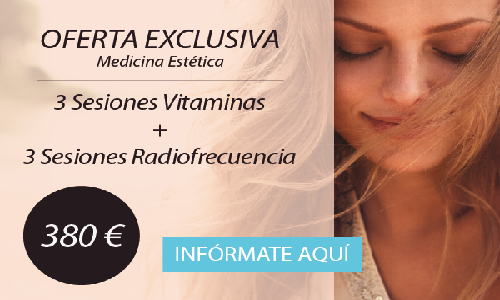 OFERTA EXCLUSIVA
Medicina Estética
3 Sesiones Vitaminas
+
3 Sesiones Radiofrecuencia
380 €
INFÓRMATE AQUÍ